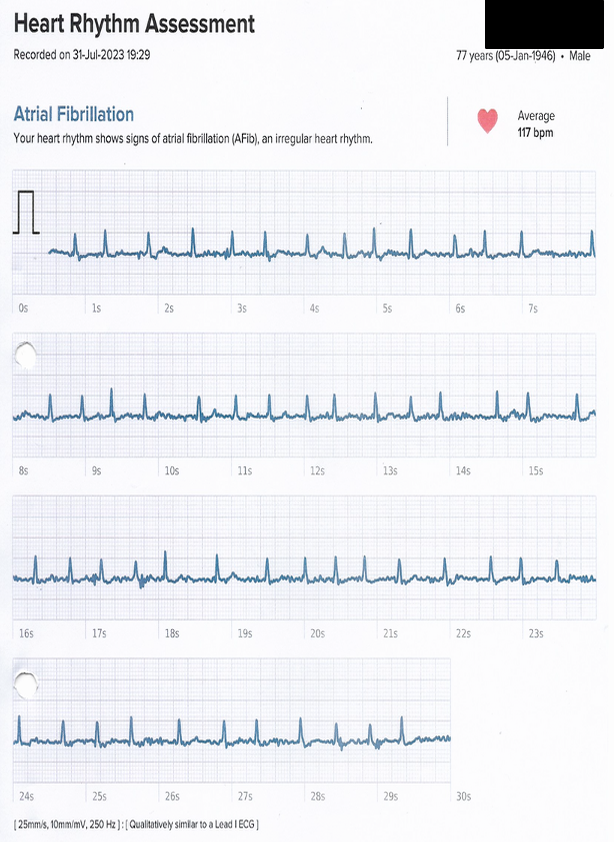 Heart Rhythm Assessment
Recorded on 31-Jul-2023 19:29
77 years (05-Jan-1946) • Male
Atrial Fibrillation
Your heart rhythm shows signs of atrial fibrillation (AFib), an irregular heart rhythm.
Average
117 bpm
0s 1s 2s 3s 4s 5s 6s 7s
8s 9s 10s 11s 12s 13s 14s 15s
16s 17s 18s 19s 20s 21s 22s 23s
24s 25s 26s 27s 28s 29s 30s
[ 25mm/s, 10mm/mV, 250 Hz ] : [ Qualitatively similar to a Lead I ECG ]